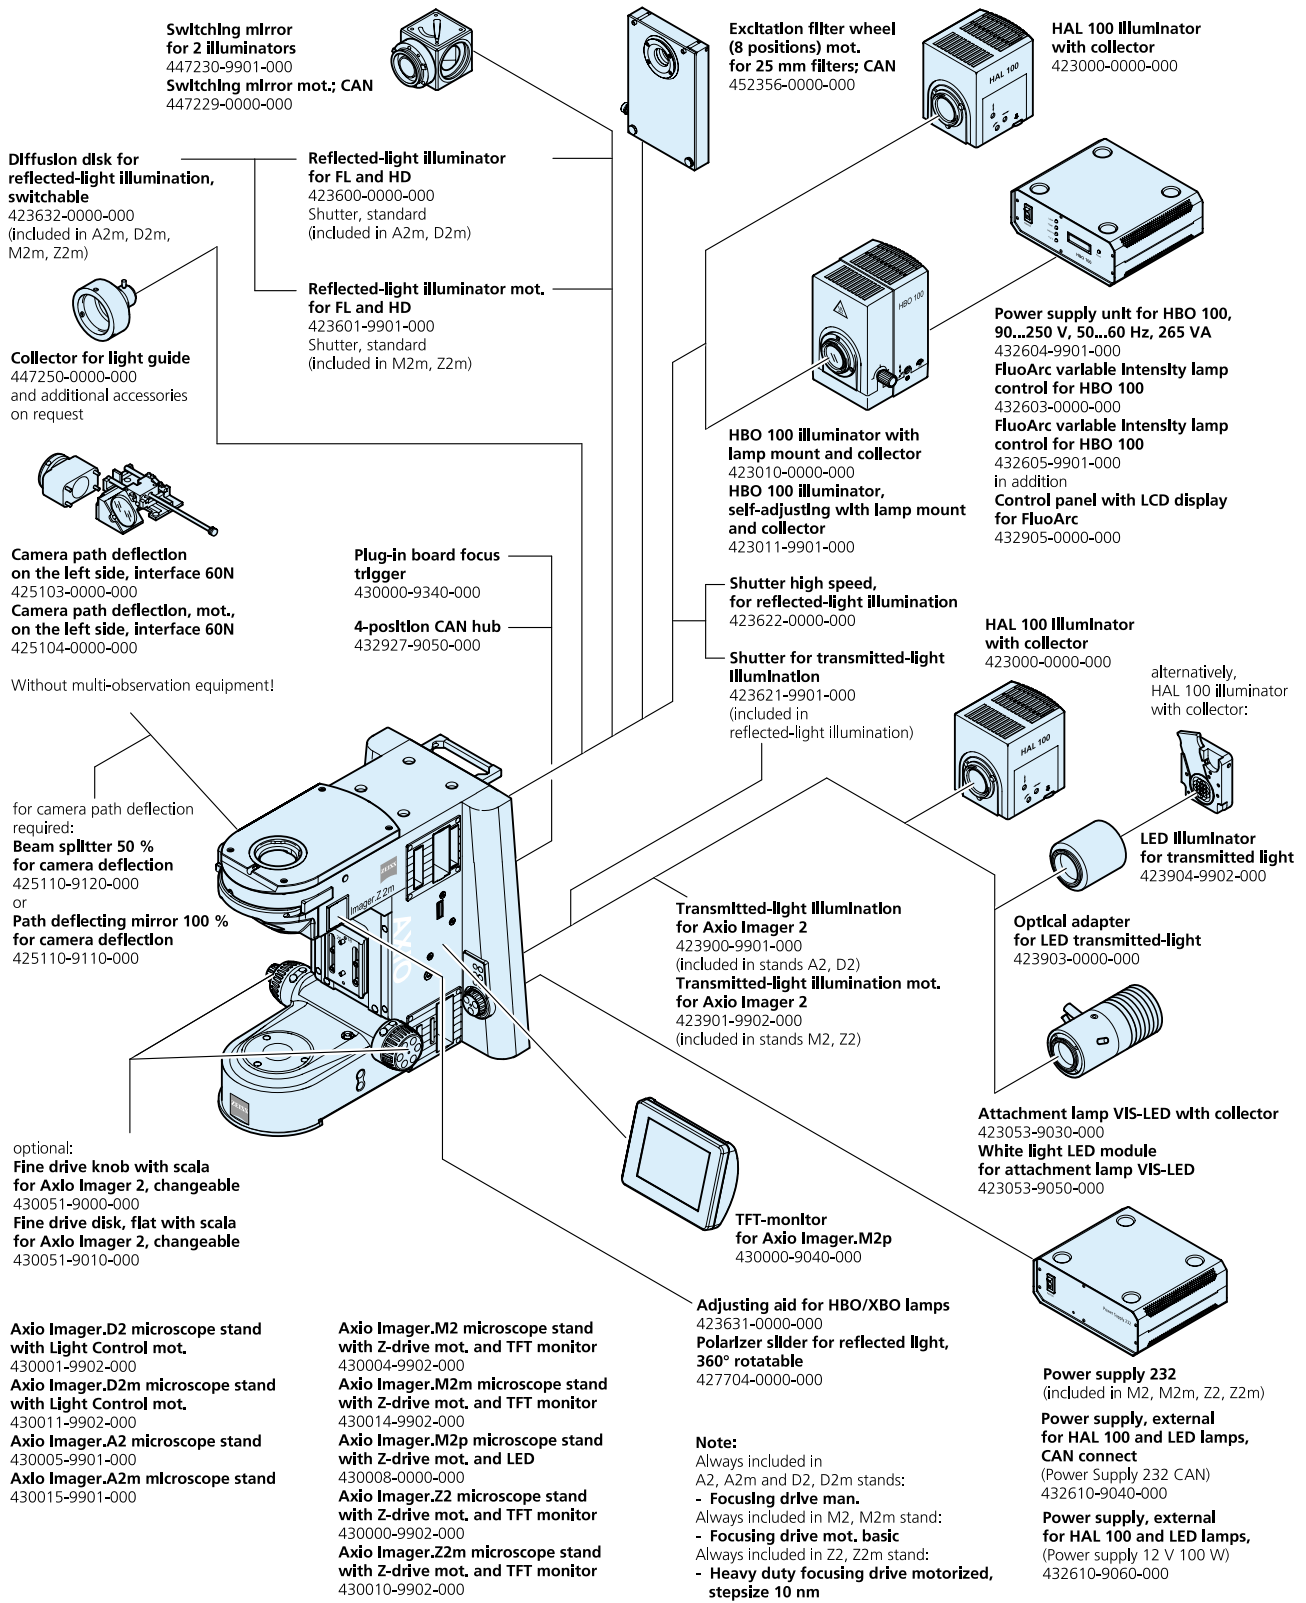 Switching mirror
for 2 illuminators
447230-9901-000
Switching mirror mot.; CAN
447229-0000-000
Excitation filter wheel
(8 positions) mot.
for 25 mm filters; CAN
452356-0000-000
HAL 100
HAL 100 illuminator
with collector
423000-0000-000
Diffusion disk for
reflected-light illumination,
switchable
423632-0000-000
(included in A2m, D2m,
M2m, Z2m)
Reflected-light illuminator
for FL and HD
423600-0000-000
Shutter, standard
(included in A2m, D2m)
Reflected-light illuminator mot.
for FL and HD
423601-9901-000
Shutter, standard
(included in M2m, Z2m)
HBO 100
HBO 100
Collector for light guide
447250-0000-000
and additional accessories
on request
Power supply unit for HBO 100,
90...250 V, 50...60 Hz, 265 VA
432604-9901-000
FluoArc variable intensity lamp
control for HBO 100
432603-0000-000
FluoArc variable intensity lamp
control for HBO 100
432605-9901-000
in addition
Control panel with LCD display
for FluoArc
432905-0000-000
HBO 100 illuminator with
lamp mount and collector
423010-0000-000
HBO 100 illuminator,
self-adjusting with lamp mount
and collector
423011-9901-000
Camera path deflection
on the left side, interface 60N
425103-0000-000
Camera path deflection, mot.,
on the left side, interface 60N
425104-0000-000
Without multi-observation equipment!
Plug-in board focus
trigger
430000-9340-000
4-position CAN hub
432927-9050-000
Shutter high speed,
for reflected-light illumination
423622-0000-000
Shutter for transmitted-light
illumination
423621-9901-000
(included in
reflected-light illumination)
HAL 100 illuminator
with collector
423000-0000-000
HAL 100
alternatively,
HAL 100 illuminator
with collector:
LED illuminator
for transmitted light
423904-9902-000
for camera path deflection
required:
Beam splitter 50 %
for camera deflection
425110-9120-000
or
Path deflecting mirror 100 %
for camera deflection
425110-9110-000
ZEISS
Imager.Z2m
AXIO
ZEISS
Transmitted-light illumination
for Axio Imager 2
423900-9901-000
(included in stands A2, D2)
Transmitted-light illumination mot.
for Axio Imager 2
423901-9902-000
(included in stands M2, Z2)
Optical adapter
for LED transmitted-light
423903-0000-000
Attachment lamp VIS-LED with collector
423053-9030-000
White light LED module
for attachment lamp VIS-LED
423053-9050-000
optional:
Fine drive knob with scala
for Axio Imager 2, changeable
430051-9000-000
Fine drive disk, flat with scala
for Axio Imager 2, changeable
430051-9010-000
TFT-monitor
for Axio Imager.M2p
430000-9040-000
Adjusting aid for HBO/XBO lamps
423631-0000-000
Polarizer slider for reflected light,
360° rotatable
427704-0000-000
Power Supply 232
Power supply 232
(included in M2, M2m, Z2, Z2m)
Power supply, external
for HAL 100 and LED lamps,
CAN connect
(Power Supply 232 CAN)
432610-9040-000
Power supply, external
for HAL 100 and LED lamps,
(Power supply 12 V 100 W)
432610-9060-000
Axio Imager.D2 microscope stand
with Light Control mot.
430001-9902-000
Axio Imager.D2m microscope stand
with Light Control mot.
430011-9902-000
Axio Imager.A2 microscope stand
430005-9901-000
Axio Imager.A2m microscope stand
430015-9901-000
Axio Imager.M2 microscope stand
with Z-drive mot. and TFT monitor
430004-9902-000
Axio Imager.M2m microscope stand
with Z-drive mot. and TFT monitor
430014-9902-000
Axio Imager.M2p microscope stand
with Z-drive mot. and LED
430008-0000-000
Axio Imager.Z2 microscope stand
with Z-drive mot. and TFT monitor
430000-9902-000
Axio Imager.Z2m microscope stand
with Z-drive mot. and TFT monitor
430010-9902-000
Note:
Always included in
A2, A2m and D2, D2m stands:
- Focusing drive man.
Always included in M2, M2m stand:
- Focusing drive mot. basic
Always included in Z2, Z2m stand:
- Heavy duty focusing drive motorized,
stepsize 10 nm